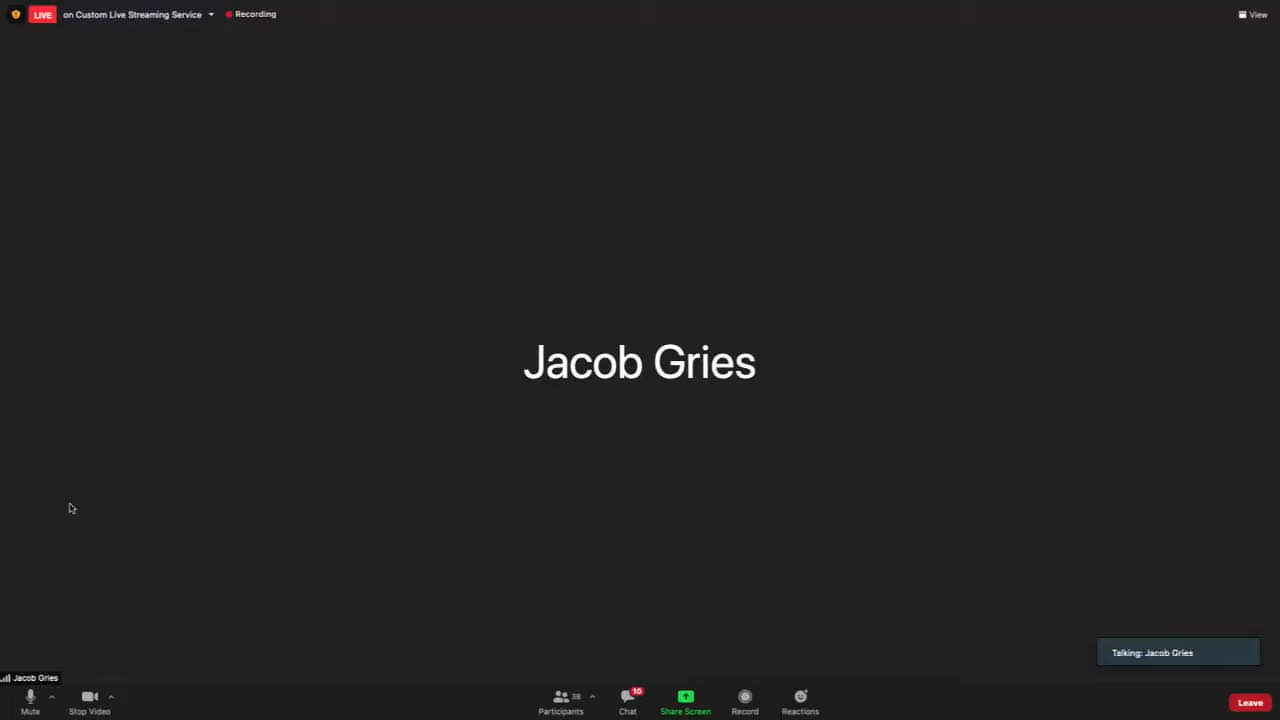 LIVE on Custom Live Streaming Service Recording View
Jacob Gries
Talking: Jacob Gries
Jacob Gries
Mute Stop Video Participants 38 Chat 10 Share Screen Record Reactions Leave